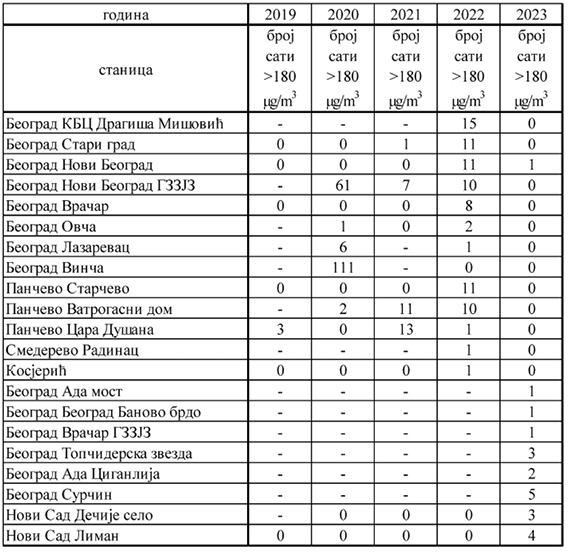 година 2019 2020 2021 2022 2023
станица број сати >180 µg/m³ број сати >180 µg/m³ број сати >180 µg/m³ број сати >180 µg/m³ број сати >180 µg/m³
Београд КБЦ Драгиша Мишовић - - - 15 0
Београд Стари град 0 0 1 11 0
Београд Нови Београд 0 0 0 11 1
Београд Нови Београд ГЗЗЈЗ - 61 7 10 0
Београд Врачар 0 0 0 8 0
Београд Овча - 1 0 2 0
Београд Лазаревац - 6 - 1 0
Београд Винча - 111 - 0 0
Панчево Старчево 0 0 0 11 0
Панчево Ватрогасни дом - 2 11 10 0
Панчево Цара Душана 3 0 13 1 0
Смедерево Радинац - - - 1 0
Косјерић 0 0 0 1 0
Београд Ада мост - - - - 1
Београд Београд Баново брдо - - - - 1
Београд Врачар ГЗЗЈЗ - - - - 1
Београд Топчидерска звезда - - - - 3
Београд Ада Циганлија - - - - 2
Београд Сурчин - - - - 5
Нови Сад Дечије село - 0 0 0 3
Нови Сад Лиман 0 0 0 0 4